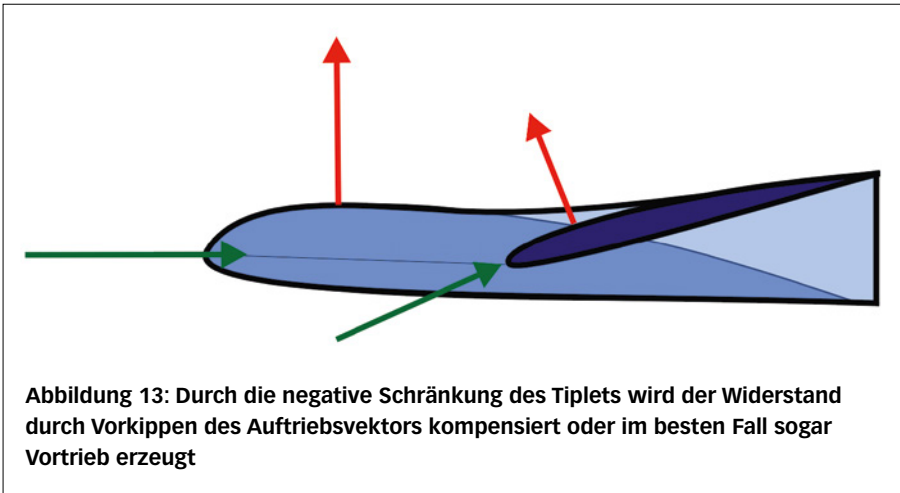 Abbildung 13: Durch die negative Schränkung des Tiplets wird der Widerstand
durch Vorkippen des Auftriebsvektors kompensiert oder im besten Fall sogar
Vortrieb erzeugt